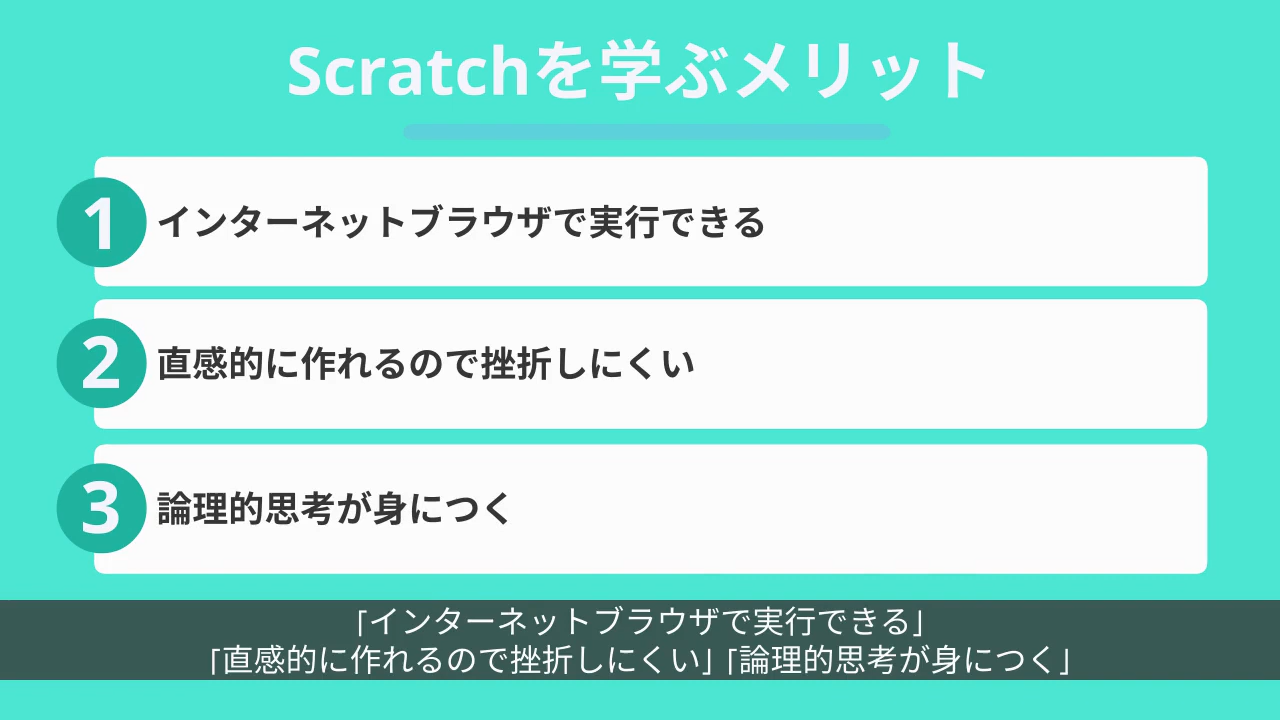 Scratchを学ぶメリット
1 インターネットブラウザで実行できる
2 直感的に作れるので挫折しにくい
3 論理的思考が身につく
「インターネットブラウザで実行できる」
「直感的に作れるので挫折しにくい」「論理的思考が身につく」